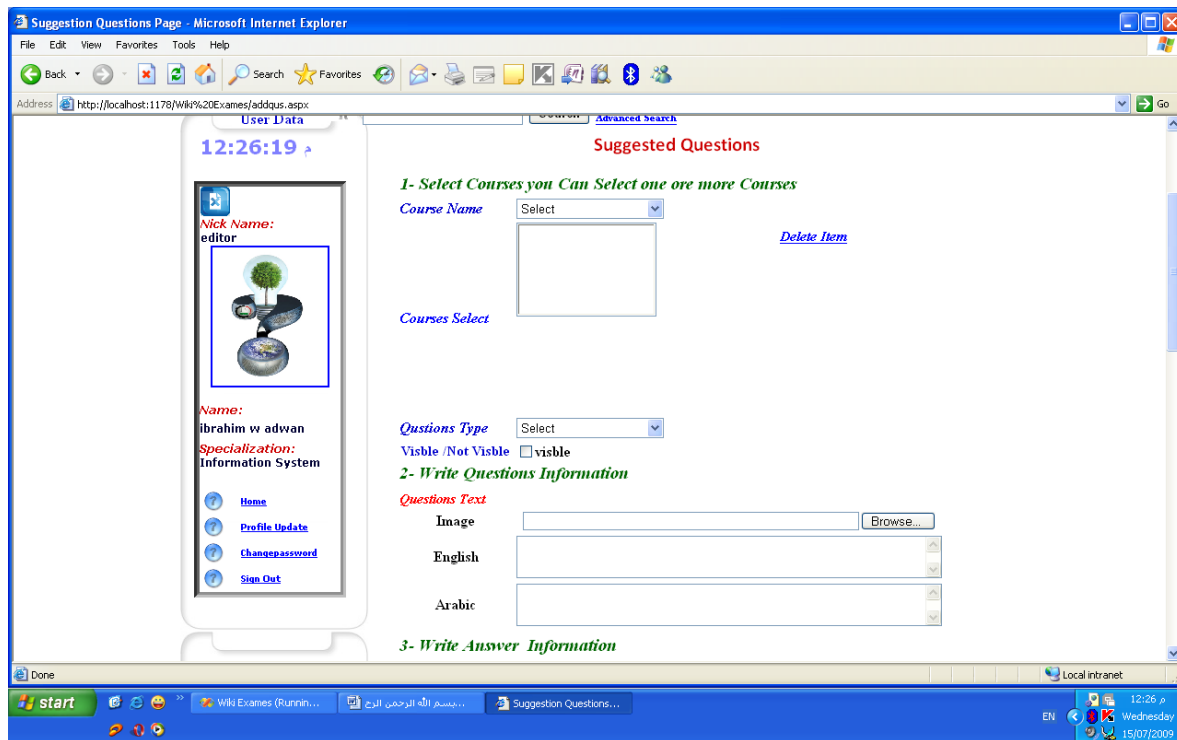 Suggestion Questions Page - Microsoft Internet Explorer
File Edit View Favorites Tools Help
Back Search Favorites
Address http://localhost:1178/Wiki%20Exames/addqus.aspx Go
User Data
Search Advanced Search
12:26:19 م
Nick Name:
editor
Name:
ibrahim w adwan
Specialization:
Information System
Home
Profile Update
Changepassword
Sign Out
Suggested Questions
1- Select Courses you Can Select one ore more Courses
Course Name Select
Delete Item
Courses Select
Qustions Type Select
Visble /Not Visble visble
2- Write Questions Information
Questions Text
Image Browse...
English
Arabic
3- Write Answer Information
Done Local intranet
start Wiki Exames (Runnin... بسم الله الرحمن الرح... Suggestion Questions... EN 12:26 م
Wednesday
15/07/2009